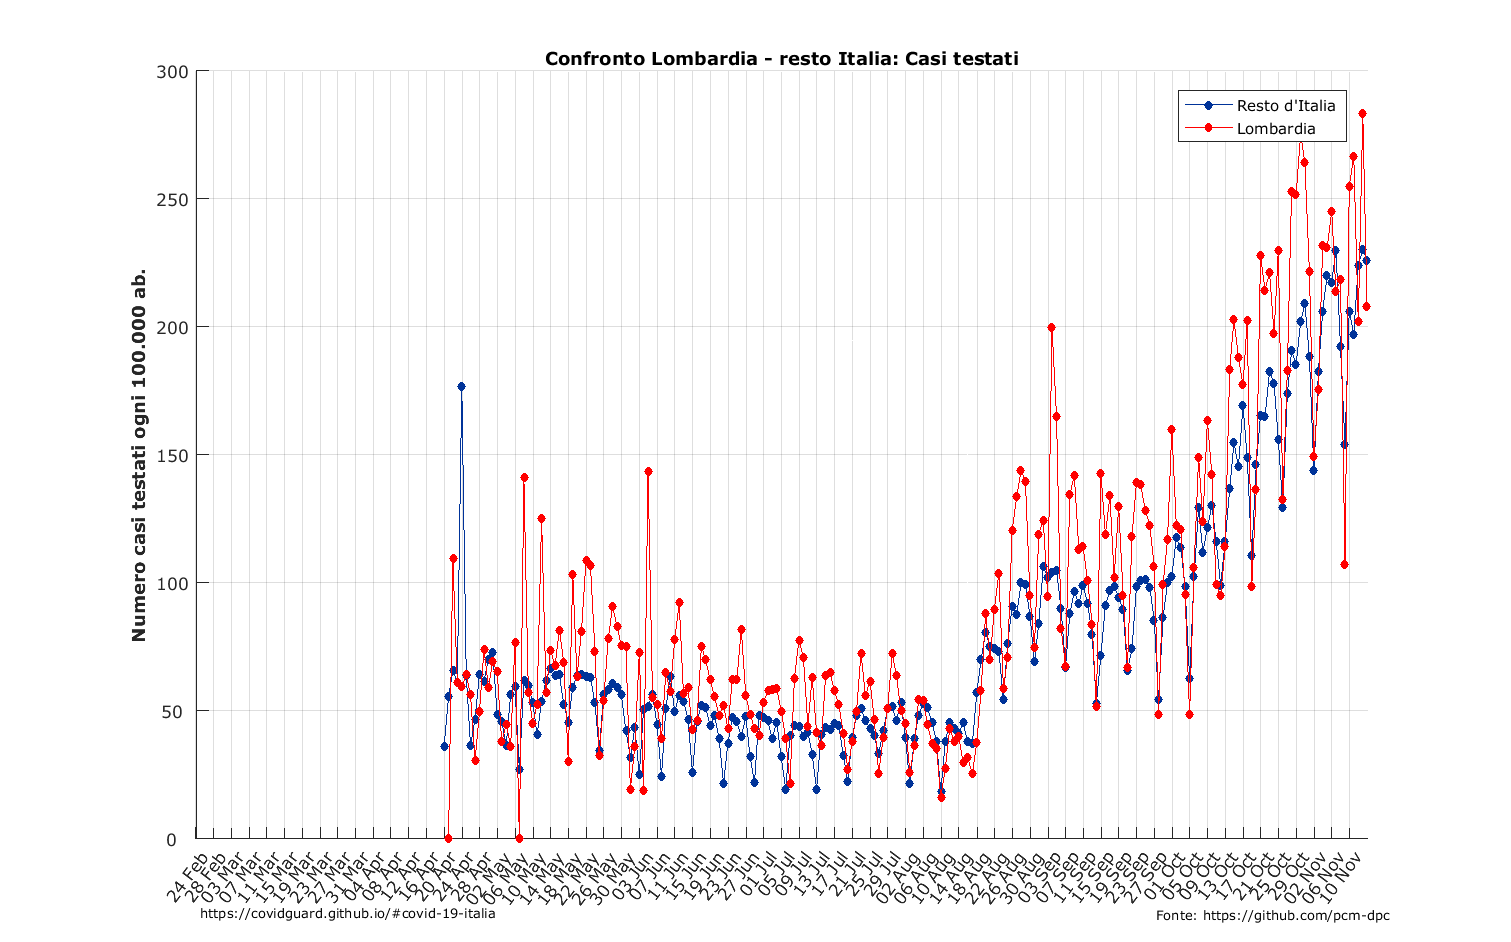 Confronto Lombardia - resto Italia: Casi testati
Resto d'Italia
Lombardia
Numero casi testati ogni 100.000 ab.
300
250
200
150
100
50
0
24 Feb
28 Feb
03 Mar
07 Mar
11 Mar
15 Mar
19 Mar
23 Mar
27 Mar
31 Mar
04 Apr
08 Apr
12 Apr
16 Apr
20 Apr
24 Apr
28 Apr
02 May
06 May
10 May
14 May
18 May
22 May
26 May
30 May
03 Jun
07 Jun
11 Jun
15 Jun
19 Jun
23 Jun
27 Jun
01 Jul
05 Jul
09 Jul
13 Jul
17 Jul
21 Jul
25 Jul
29 Jul
02 Aug
06 Aug
10 Aug
14 Aug
18 Aug
22 Aug
26 Aug
30 Aug
03 Sep
07 Sep
11 Sep
15 Sep
19 Sep
23 Sep
27 Sep
01 Oct
05 Oct
09 Oct
13 Oct
17 Oct
21 Oct
25 Oct
29 Oct
02 Nov
06 Nov
10 Nov
https://covidguard.github.io/#covid-19-italia
Fonte: https://github.com/pcm-dpc